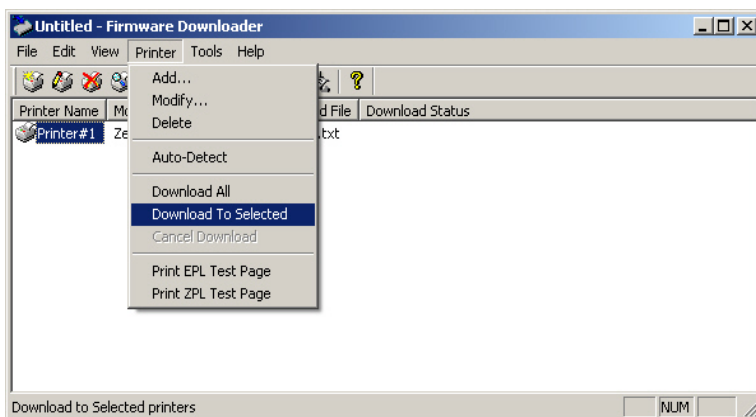 Untitled - Firmware Downloader
File Edit View Printer Tools Help
Printer Name d File Download Status
Printer#1 .txt
Add...
Modify...
Delete
Auto-Detect
Download All
Download To Selected
Cancel Download
Print EPL Test Page
Print ZPL Test Page
Download to Selected printers NUM